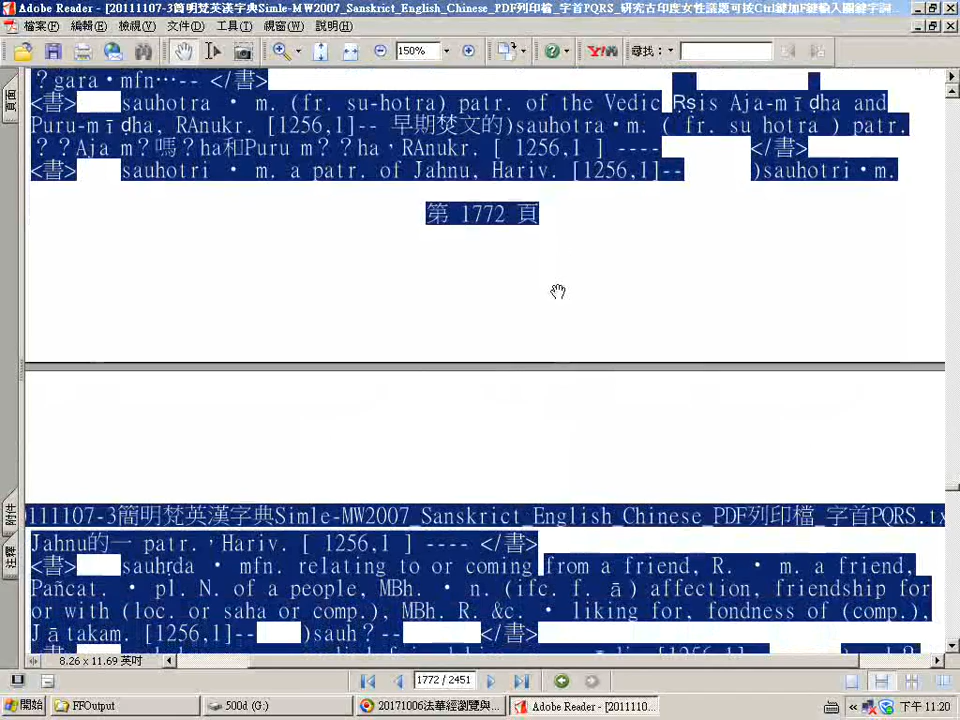 Adobe Reader - [20111107-3簡明梵英漢字典Simle-MW2007_Sanskrict_English_Chinese_PDF列印檔_字首PQRS_研究古印度女性議題可按Ctrl鍵加F鍵輸入關鍵字詞...
檔案(F) 編輯(E) 檢視(V) 文件(D) 工具(T) 視窗(W) 說明(H)
150% 尋找：
頁面
？gara・mfn…-- </書>
<書> sauhotra ・ m. (fr. su-hotra) patr. of the Vedic Ṛṣis Aja-mīḍha and
Puru-mīḍha, RAnukr. [1256,1]-- 早期焚文的)sauhotra・m. ( fr. su hotra ) patr.
？？Aja m？嗎？ha和Puru m？？ha，RAnukr. [ 1256,1 ] ---- </書>
<書> sauhotri ・ m. a patr. of Jahnu, Hariv. [1256,1]-- )sauhotri・m.
第 1772 頁
111107-3簡明梵英漢字典Simle-MW2007_Sanskrict_English_Chinese_PDF列印檔_字首PQRS.tx
Jahnu的一 patr.，Hariv. [ 1256,1 ] ---- </書>
<書> sauhṛda ・ mfn. relating to or coming from a friend, R. ・ m. a friend,
Pañcat. ・ pl. N. of a people, MBh. ・ n. (ifc. f. ā) affection, friendship for
or with (loc. or saha or comp.), MBh. R. &c. ・ liking for, fondness of (comp.),
Jātakam. [1256,1]-- )sauh？-- </書>
附件
註釋
8.26 x 11.69 英吋
1772 / 2451
開始 FFOutput 500d (G:) 20171006法華經瀏覽與... Adobe Reader - [2011110... 下午 11:20